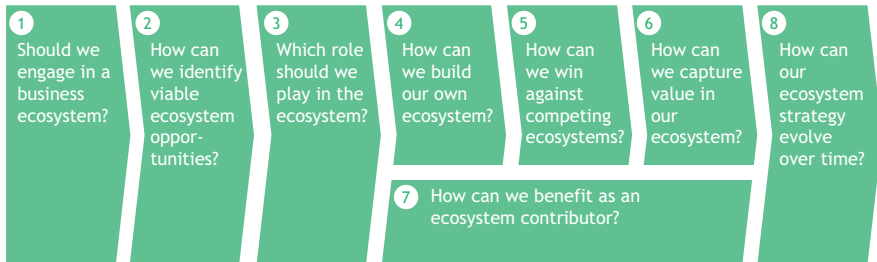 1
Should we
engage in a
business
ecosystem?
2
How can
we identify
viable
ecosystem
oppor-
tunities?
3
Which role
should we
play in the
ecosystem?
4
How can
we build
our own
ecosystem?
5
How can
we win
against
competing
ecosystems?
6
How can
we capture
value in
our
ecosystem?
7
How can we benefit as an
ecosystem contributor?
8
How can
our
ecosystem
strategy
evolve
over time?